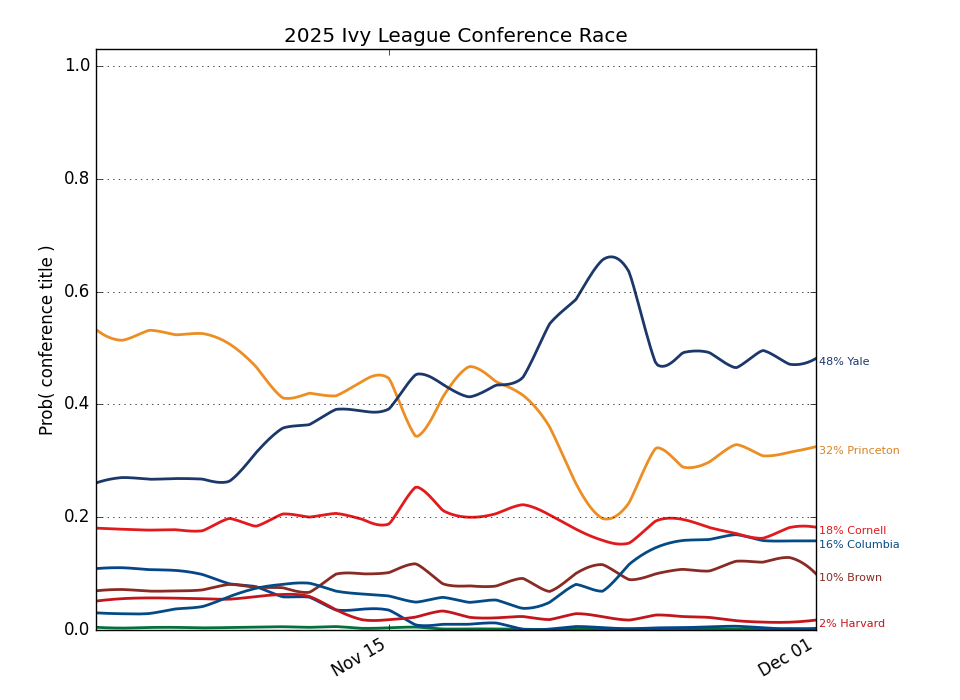 2025 Ivy League Conference Race
Prob( conference title )
1.0
0.8
0.6
0.4
0.2
0.0
48% Yale
32% Princeton
18% Cornell
16% Columbia
10% Brown
2% Harvard
Nov 15
Dec 01